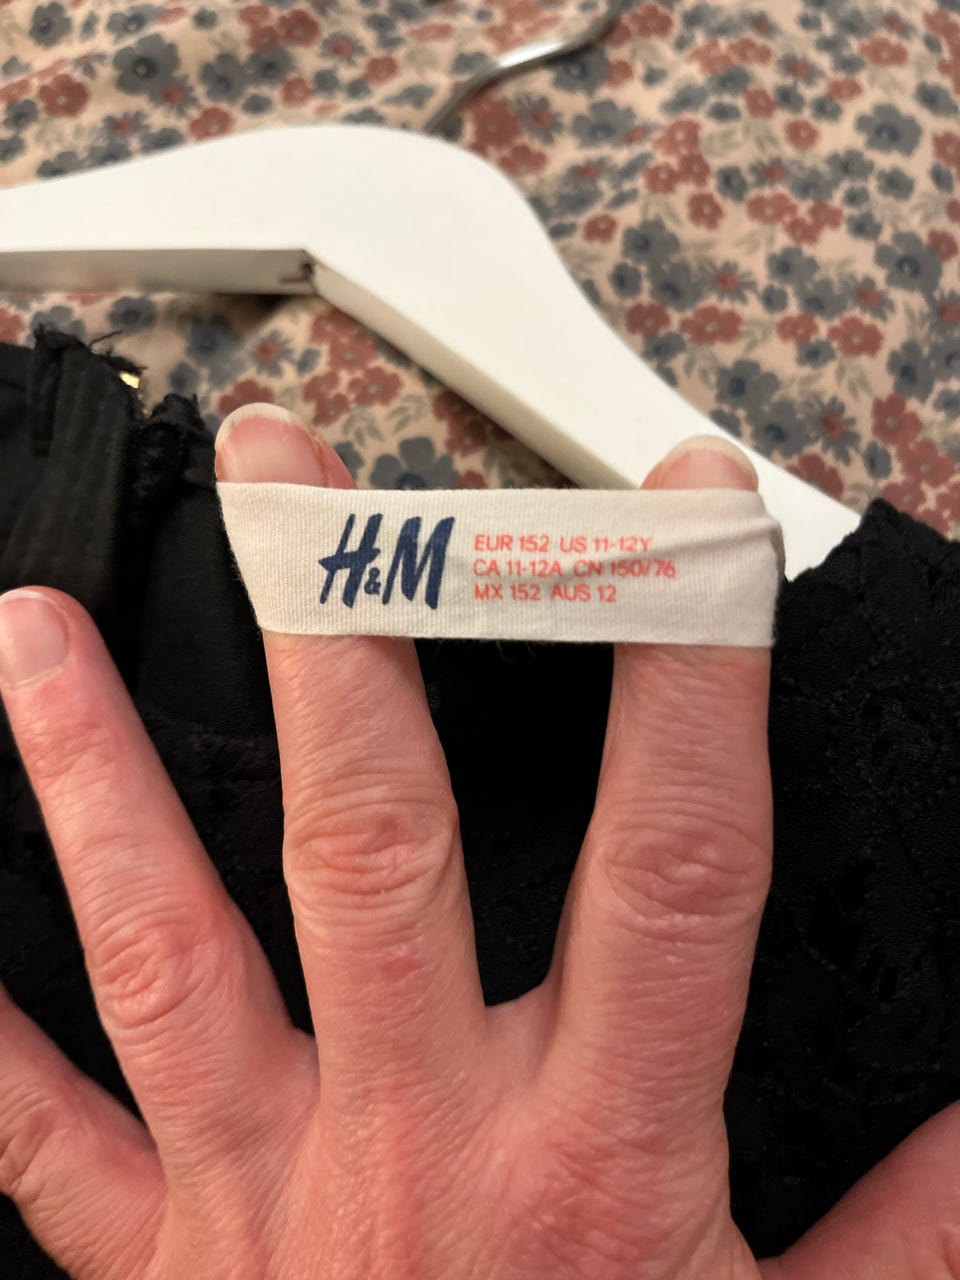 H&M
EUR 152 US 11-12Y
CA 11-12A CN 150/76
MX 152 AUS 12